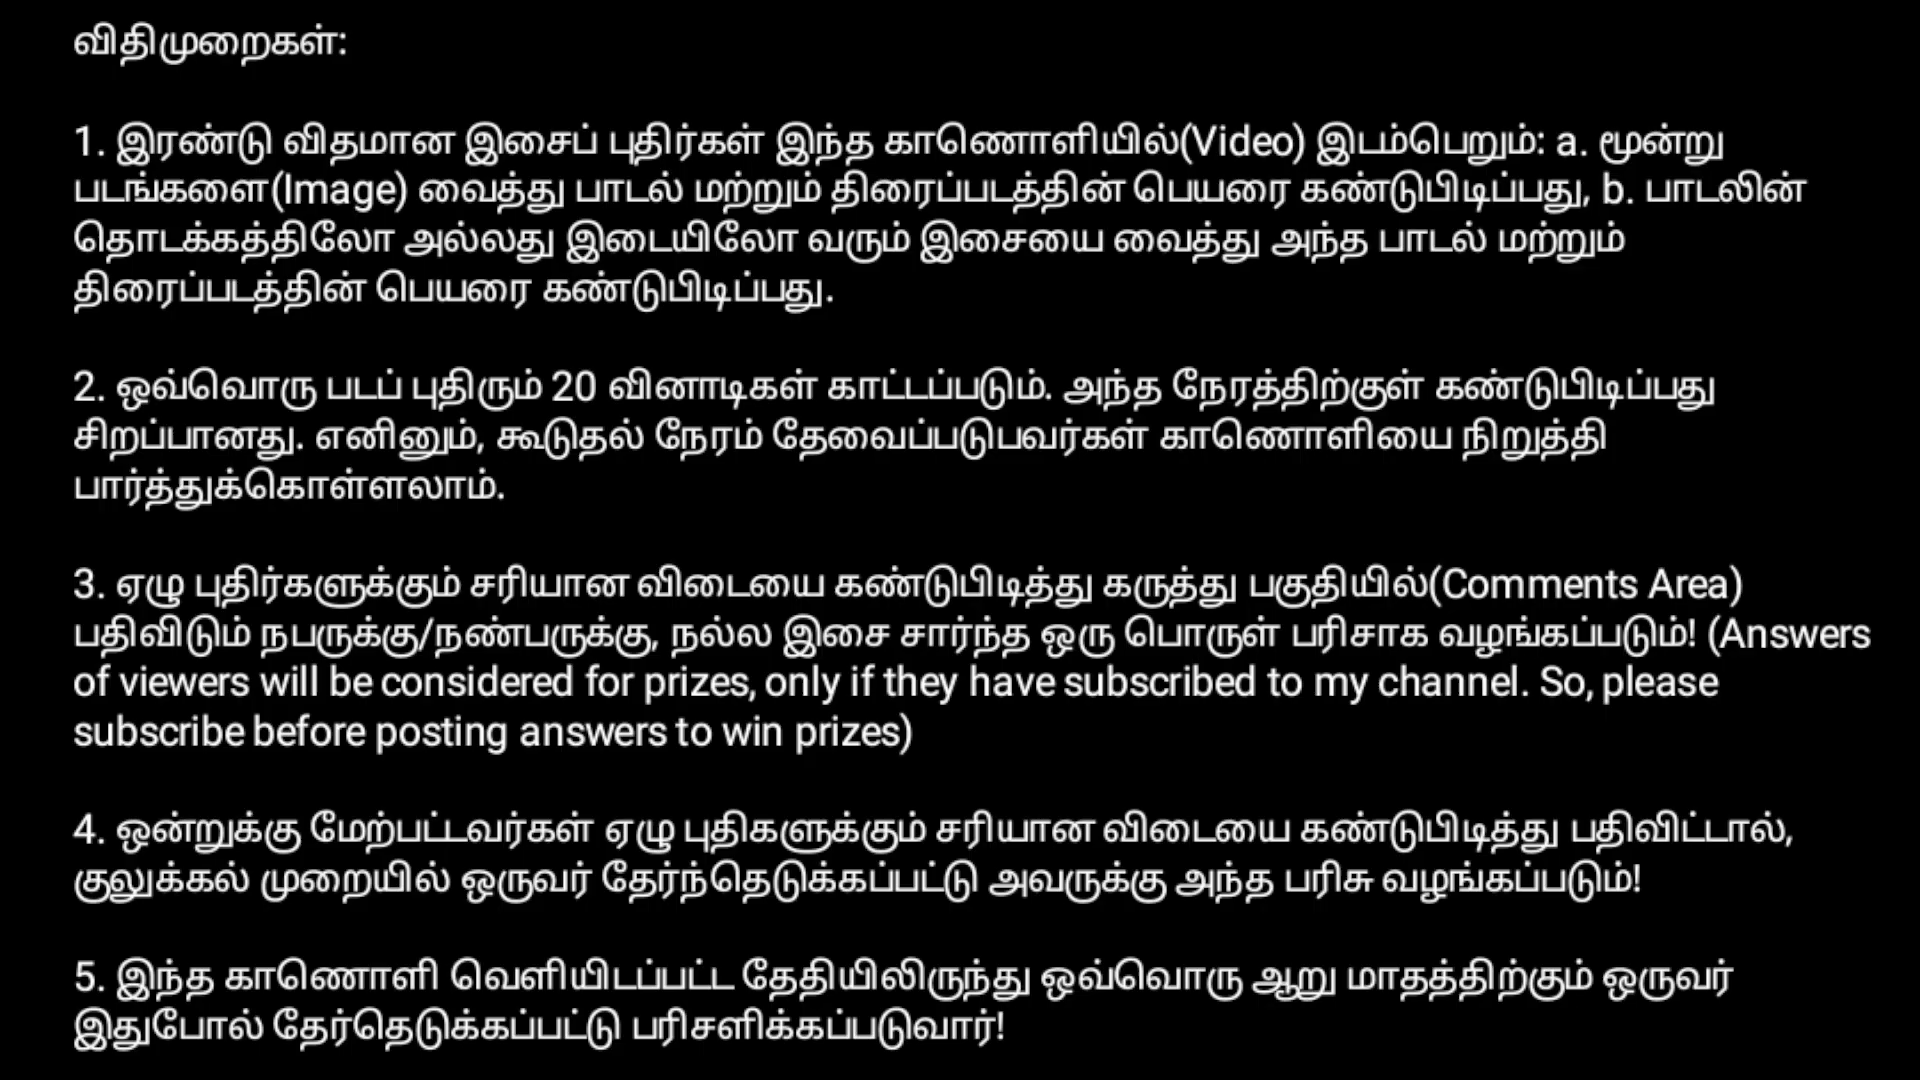 விதிமுறைகள்:
1. இரண்டு விதமான இசைப் புதிர்கள் இந்த காணொளியில்(Video) இடம்பெறும்: a. மூன்று
படங்களை(Image) வைத்து பாடல் மற்றும் திரைப்படத்தின் பெயரை கண்டுபிடிப்பது, b. பாடலின்
தொடக்கத்திலோ அல்லது இடையிலோ வரும் இசையை வைத்து அந்த பாடல் மற்றும்
திரைப்படத்தின் பெயரை கண்டுபிடிப்பது.
2. ஒவ்வொரு படப் புதிரும் 20 வினாடிகள் காட்டப்படும். அந்த நேரத்திற்குள் கண்டுபிடிப்பது
சிறப்பானது. எனினும், கூடுதல் நேரம் தேவைப்படுபவர்கள் காணொளியை நிறுத்தி
பார்த்துக்கொள்ளலாம்.
3. ஏழு புதிர்களுக்கும் சரியான விடையை கண்டுபிடித்து கருத்து பகுதியில்(Comments Area)
பதிவிடும் நபருக்கு/நண்பருக்கு, நல்ல இசை சார்ந்த ஒரு பொருள் பரிசாக வழங்கப்படும்! (Answers
of viewers will be considered for prizes, only if they have subscribed to my channel. So, please
subscribe before posting answers to win prizes)
4. ஒன்றுக்கு மேற்பட்டவர்கள் ஏழு புதிகளுக்கும் சரியான விடையை கண்டுபிடித்து பதிவிட்டால்,
குலுக்கல் முறையில் ஒருவர் தேர்ந்தெடுக்கப்பட்டு அவருக்கு அந்த பரிசு வழங்கப்படும்!
5. இந்த காணொளி வெளியிடப்பட்ட தேதியிலிருந்து ஒவ்வொரு ஆறு மாதத்திற்கும் ஒருவர்
இதுபோல் தேர்தெடுக்கப்பட்டு பரிசளிக்கப்படுவார்!